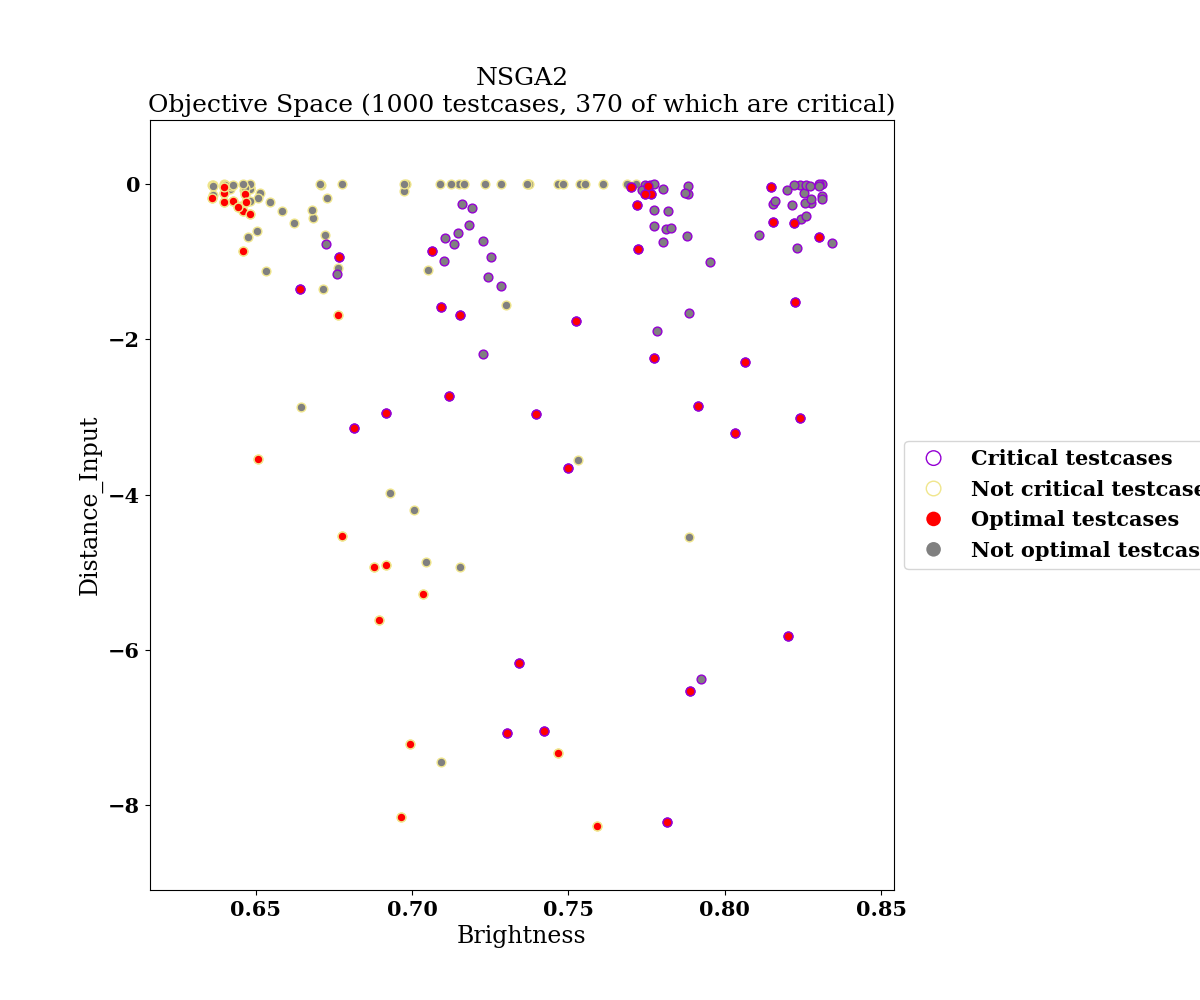 NSGA2
Objective Space (1000 testcases, 370 of which are critical)
0
−2
−4
−6
−8
Distance_Input
0.65 0.70 0.75 0.80 0.85
Brightness
Critical testcases
Not critical testcase
Optimal testcases
Not optimal testcas